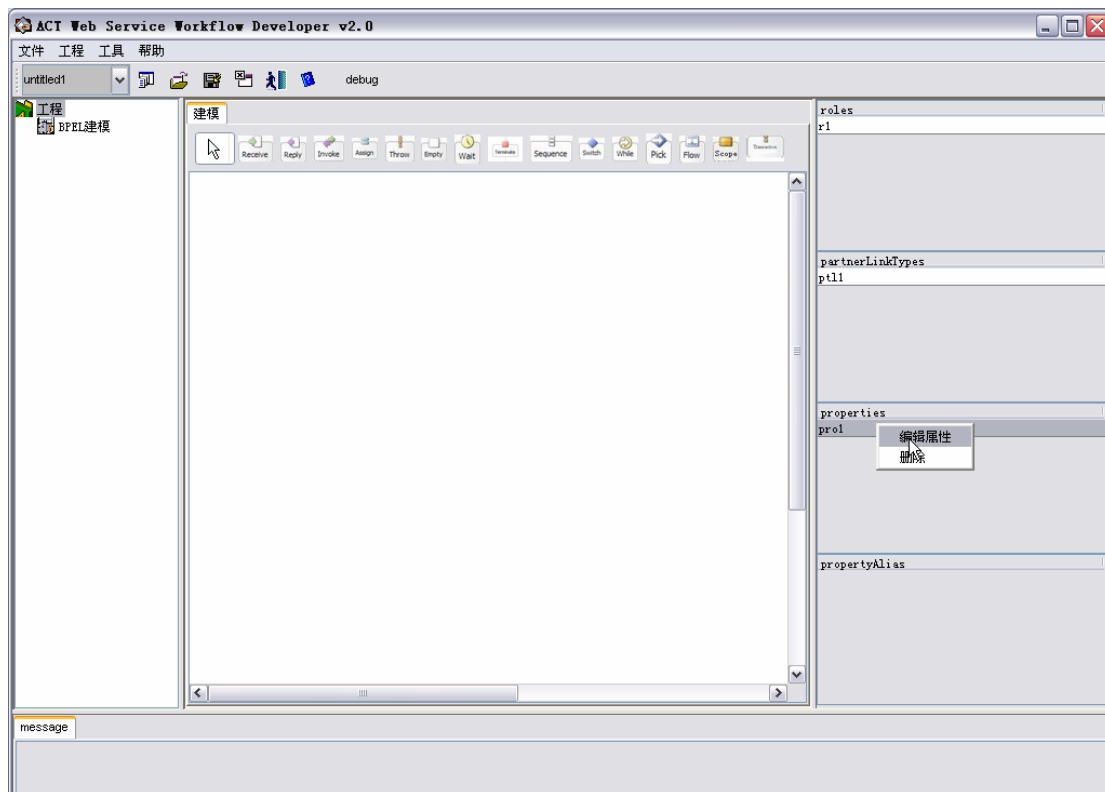 ACT Web Service Workflow Developer v2.0
文件 工程 工具 帮助
untitled1 debug
工程
BPEL建模
建模
Receive Reply Invoke Assign Throw Empty Wait Terminate Sequence Switch While Pick Flow Scope
roles
r1
partnerLinkTypes
ptl1
properties
pro1
编辑属性
删除
propertyAlias
message